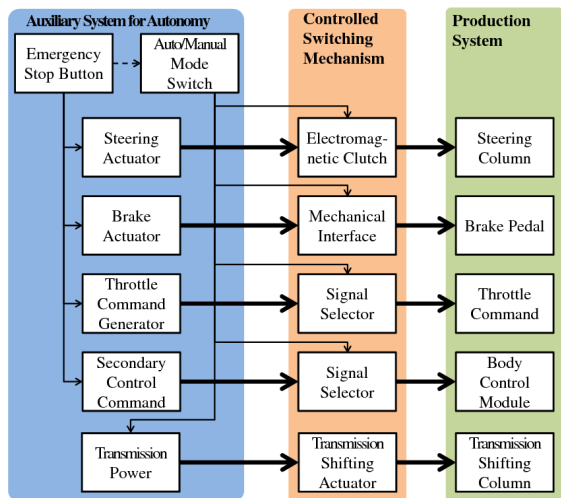 Auxiliary System for Autonomy
Controlled
Switching
Mechanism
Production
System
Emergency
Stop Button
Auto/Manual
Mode
Switch
Steering
Actuator
Electromag-
netic Clutch
Steering
Column
Brake
Actuator
Mechanical
Interface
Brake Pedal
Throttle
Command
Generator
Signal
Selector
Throttle
Command
Secondary
Control
Command
Signal
Selector
Body
Control
Module
Transmission
Power
Transmission
Shifting
Actuator
Transmission
Shifting
Column